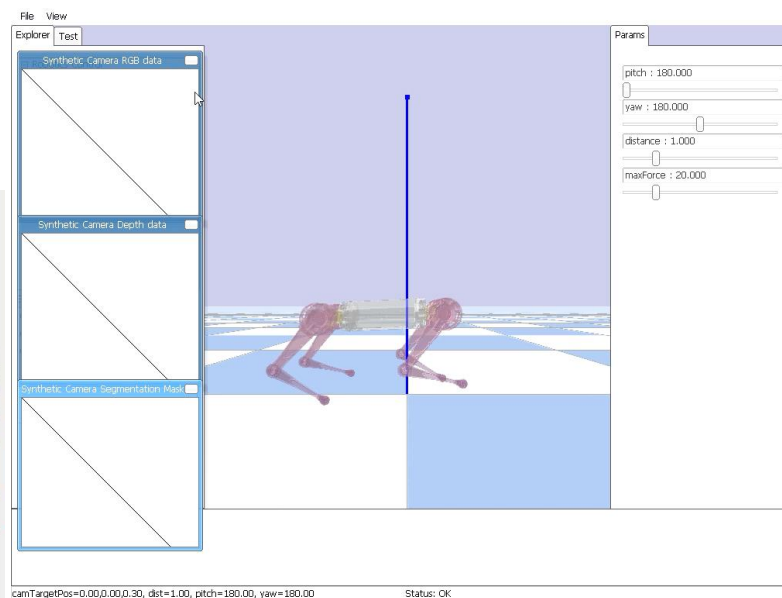 File View
Explorer Test
Params
Synthetic Camera RGB data
pitch : 180.000
yaw : 180.000
distance : 1.000
maxForce : 20.000
Synthetic Camera Depth data
Synthetic Camera Segmentation Mask
camTargetPos=0.00,0.00,0.30, dist=1.00, pitch=180.00, yaw=180.00 Status: OK